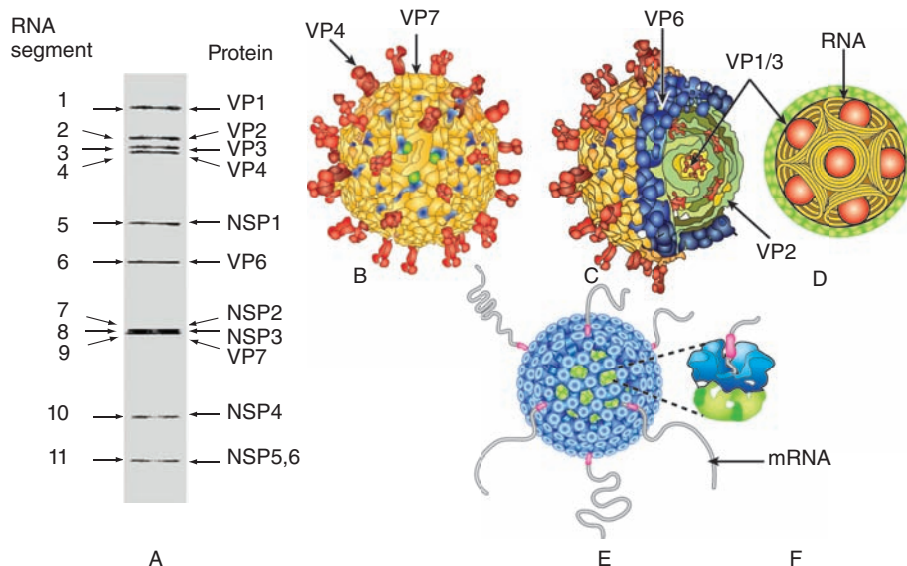 RNA
segment
Protein
1
VP1
2
VP2
3
VP3
4
VP4
5
NSP1
6
VP6
7
NSP2
8
NSP3
9
VP7
10
NSP4
11
NSP5,6
A
VP4
VP7
B
VP6
VP1/3
RNA
VP2
C
D
mRNA
E
F